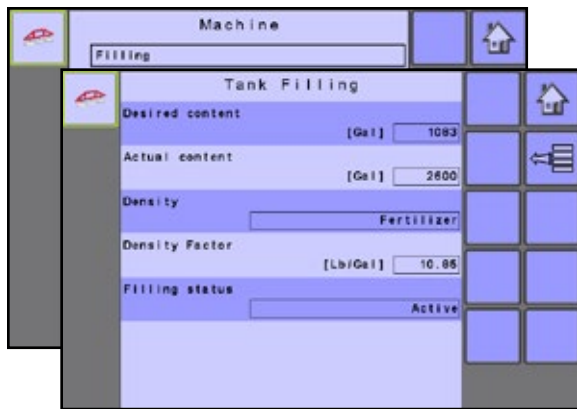 Machine
Filling
Tank Filling
Desired content
[Gal] 1083
Actual content
[Gal] 2600
Density
Fertilizer
Density Factor
[Lb/Gal] 10.86
Filling status
Active